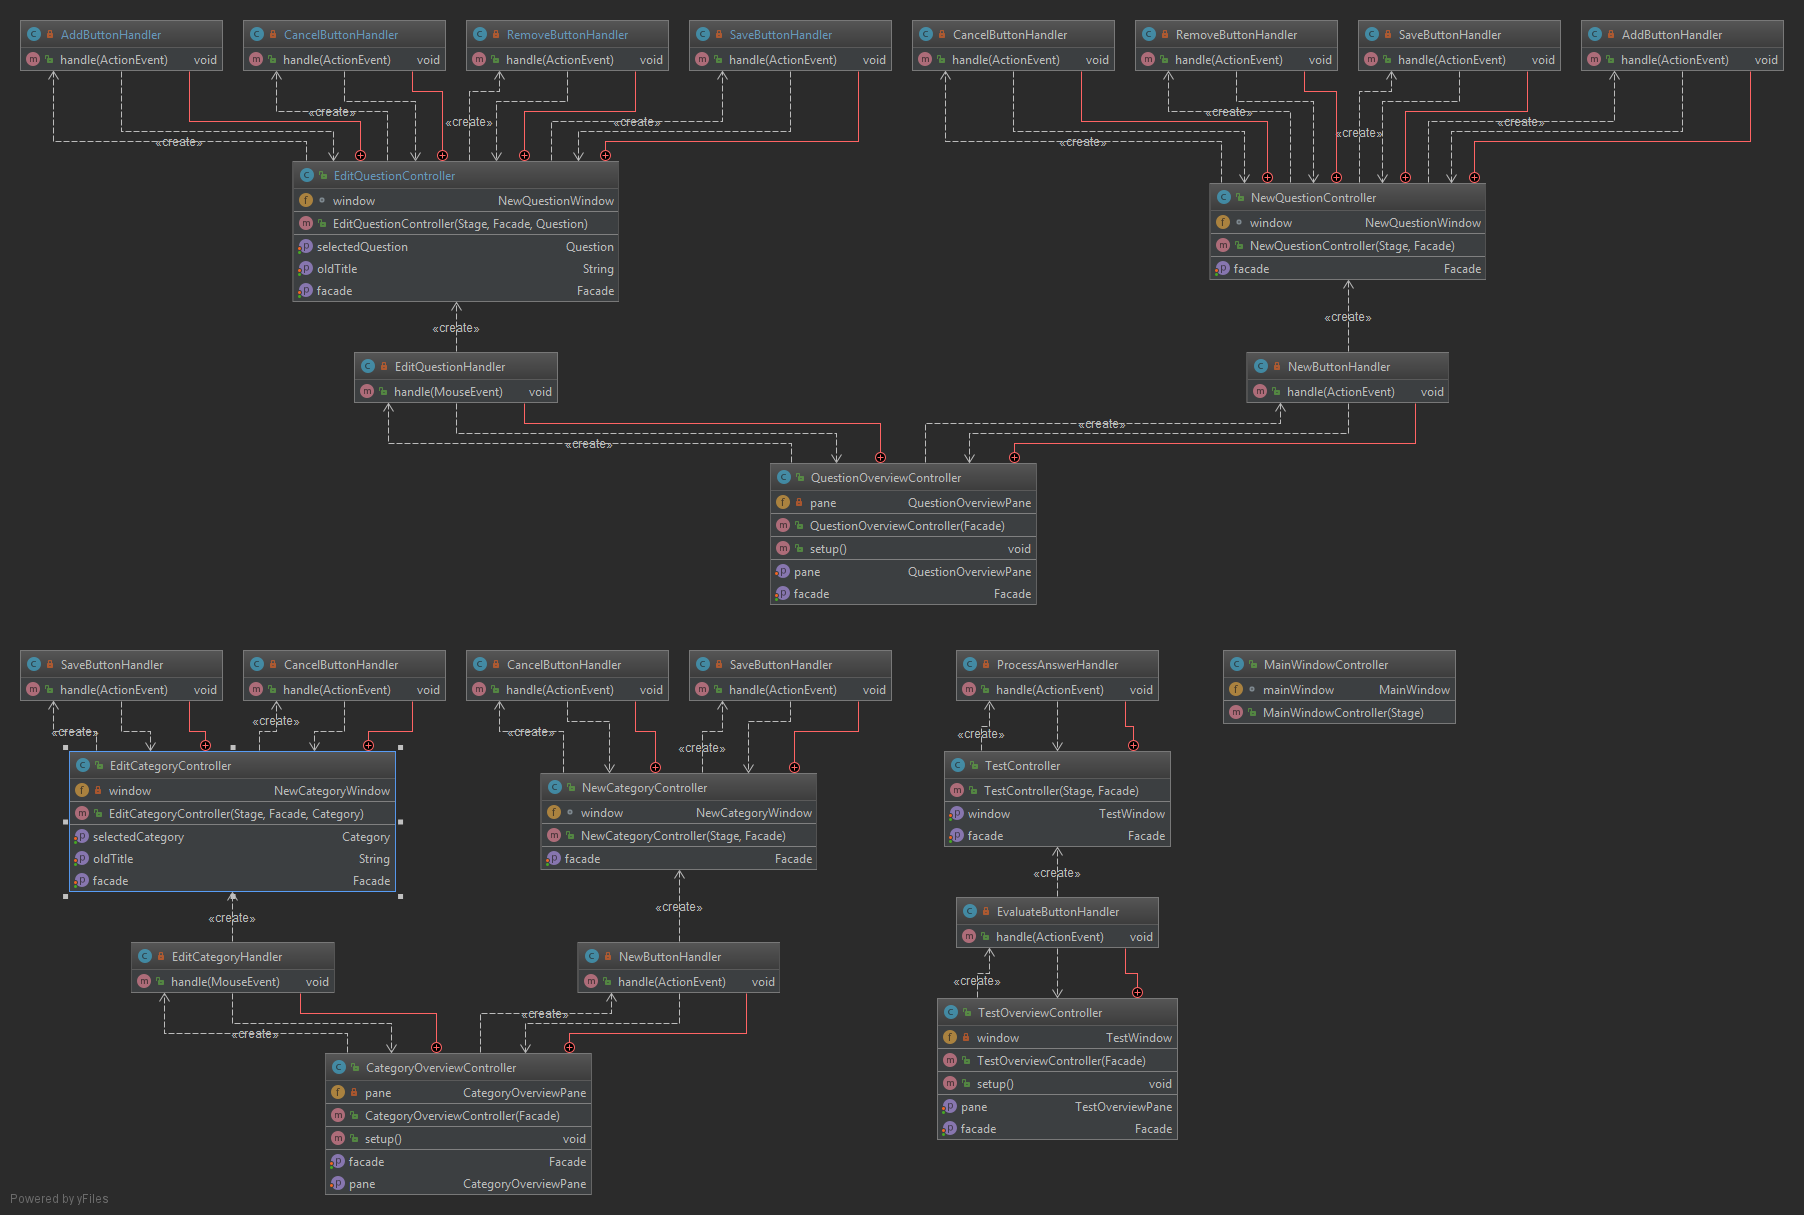 AddButtonHandler
handle(ActionEvent) void
CancelButtonHandler
handle(ActionEvent) void
RemoveButtonHandler
handle(ActionEvent) void
SaveButtonHandler
handle(ActionEvent) void
CancelButtonHandler
handle(ActionEvent) void
RemoveButtonHandler
handle(ActionEvent) void
SaveButtonHandler
handle(ActionEvent) void
AddButtonHandler
handle(ActionEvent) void
«create»
«create»
«create»
«create»
«create»
«create»
«create»
«create»
EditQuestionController
window NewQuestionWindow
EditQuestionController(Stage, Facade, Question)
selectedQuestion Question
oldTitle String
facade Facade
NewQuestionController
window NewQuestionWindow
NewQuestionController(Stage, Facade)
facade Facade
«create»
«create»
EditQuestionHandler
handle(MouseEvent) void
NewButtonHandler
handle(ActionEvent) void
«create»
«create»
QuestionOverviewController
pane QuestionOverviewPane
QuestionOverviewController(Facade)
setup() void
pane QuestionOverviewPane
facade Facade
SaveButtonHandler
handle(ActionEvent) void
CancelButtonHandler
handle(ActionEvent) void
CancelButtonHandler
handle(ActionEvent) void
SaveButtonHandler
handle(ActionEvent) void
ProcessAnswerHandler
handle(ActionEvent) void
MainWindowController
mainWindow MainWindow
MainWindowController(Stage)
«create»
«create»
«create»
«create»
«create»
EditCategoryController
window NewCategoryWindow
EditCategoryController(Stage, Facade, Category)
selectedCategory Category
oldTitle String
facade Facade
NewCategoryController
window NewCategoryWindow
NewCategoryController(Stage, Facade)
facade Facade
TestController
TestController(Stage, Facade)
window TestWindow
facade Facade
«create»
«create»
«create»
EditCategoryHandler
handle(MouseEvent) void
NewButtonHandler
handle(ActionEvent) void
EvaluateButtonHandler
handle(ActionEvent) void
«create»
«create»
«create»
CategoryOverviewController
pane CategoryOverviewPane
CategoryOverviewController(Facade)
setup() void
facade Facade
pane CategoryOverviewPane
TestOverviewController
window TestWindow
TestOverviewController(Facade)
setup() void
pane TestOverviewPane
facade Facade
Powered by yFiles